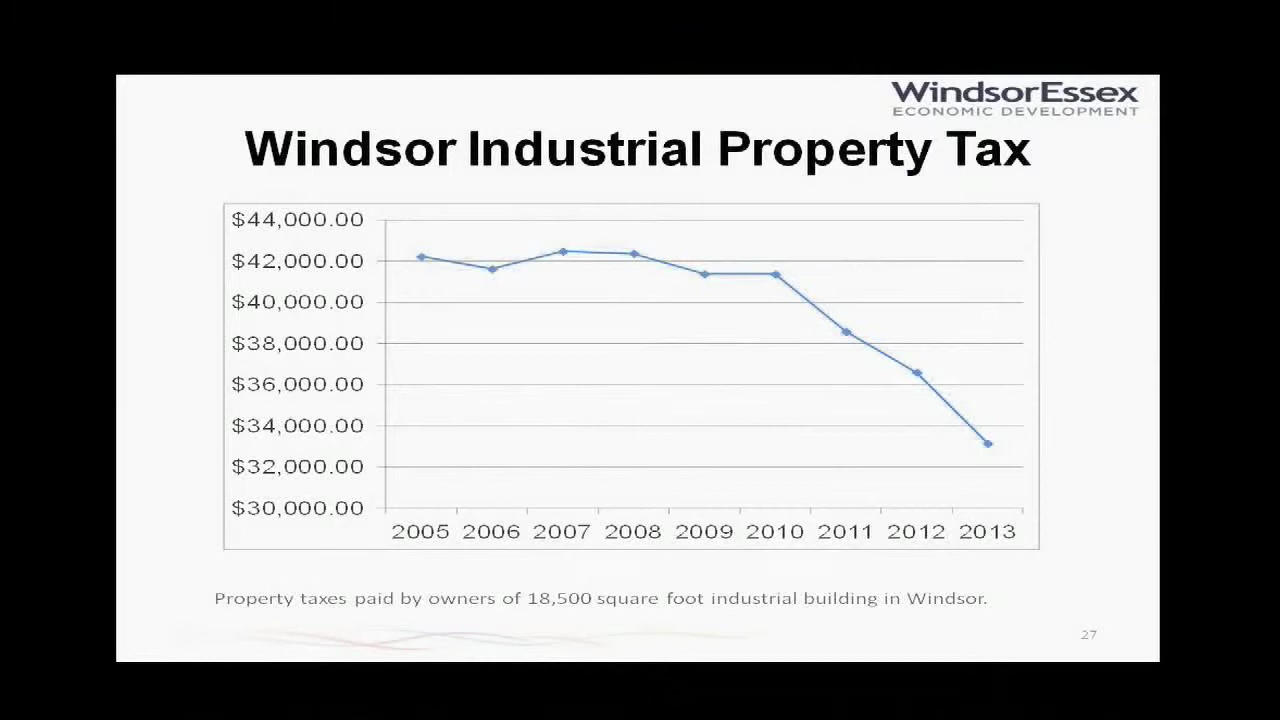 WindsorEssex
ECONOMIC DEVELOPMENT
Windsor Industrial Property Tax
$44,000.00
$42,000.00
$40,000.00
$38,000.00
$36,000.00
$34,000.00
$32,000.00
$30,000.00
2005 2006 2007 2008 2009 2010 2011 2012 2013
Property taxes paid by owners of 18,500 square foot industrial building in Windsor.
27